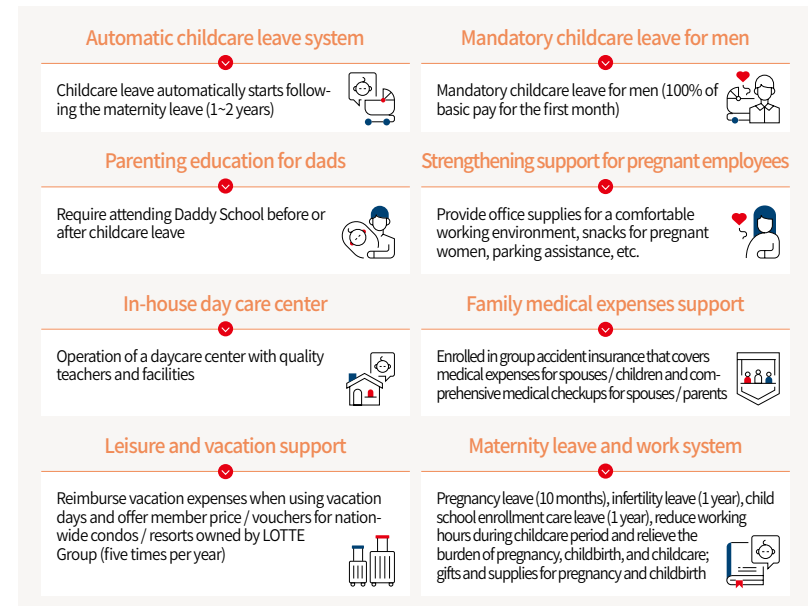 Automatic childcare leave system
Childcare leave automatically starts follow-
ing the maternity leave (1~2 years)
Mandatory childcare leave for men
Mandatory childcare leave for men (100% of
basic pay for the first month)
Parenting education for dads
Require attending Daddy School before or
after childcare leave
Strengthening support for pregnant employees
Provide office supplies for a comfortable
working environment, snacks for pregnant
women, parking assistance, etc.
In-house day care center
Operation of a daycare center with quality
teachers and facilities
Family medical expenses support
Enrolled in group accident insurance that covers
medical expenses for spouses / children and com-
prehensive medical checkups for spouses / parents
Leisure and vacation support
Reimburse vacation expenses when using vacation
days and offer member price / vouchers for nation-
wide condos / resorts owned by LOTTE
Group (five times per year)
Maternity leave and work system
Pregnancy leave (10 months), infertility leave (1 year), child
school enrollment care leave (1 year), reduce working
hours during childcare period and relieve the
burden of pregnancy, childbirth, and childcare;
gifts and supplies for pregnancy and childbirth